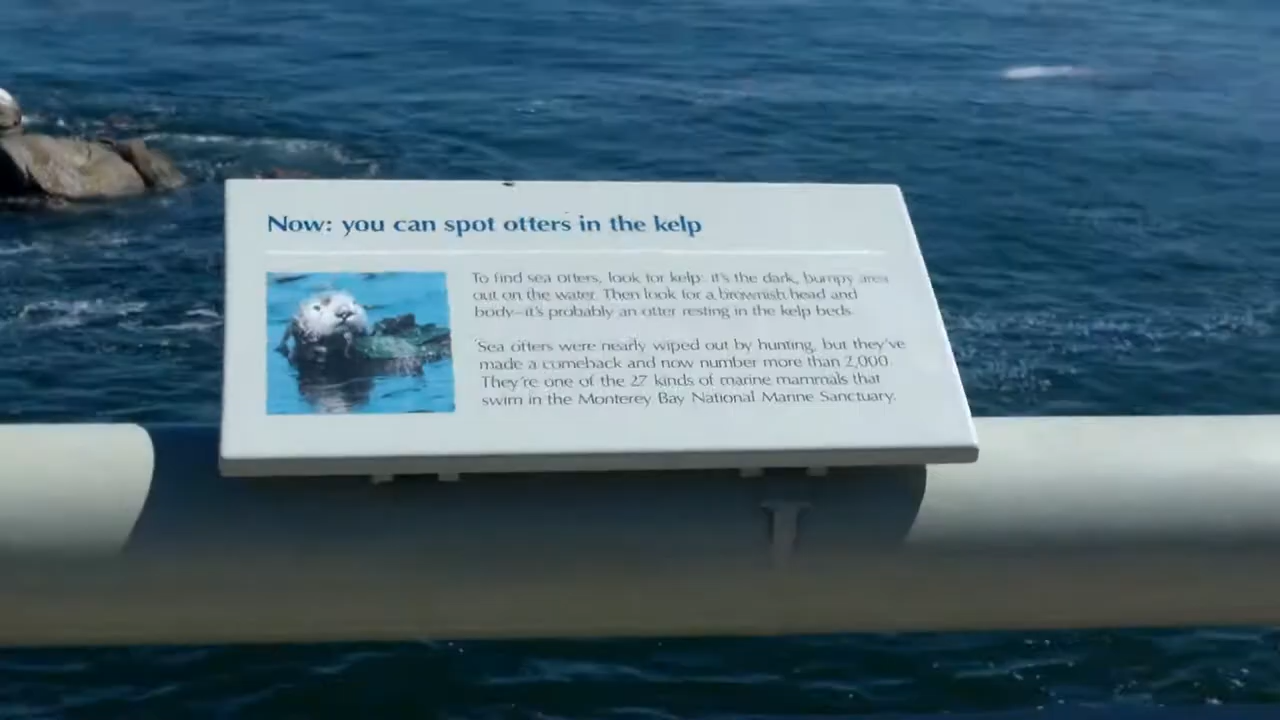 Now: you can spot otters in the kelp
To find sea otters, look for kelp: it's the dark, bumpy area
out on the water. Then look for a brownish head and
body–it's probably an otter resting in the kelp beds.
Sea otters were nearly wiped out by hunting, but they've
made a comeback and now number more than 2,000.
They're one of the 27 kinds of marine mammals that
swim in the Monterey Bay National Marine Sanctuary.